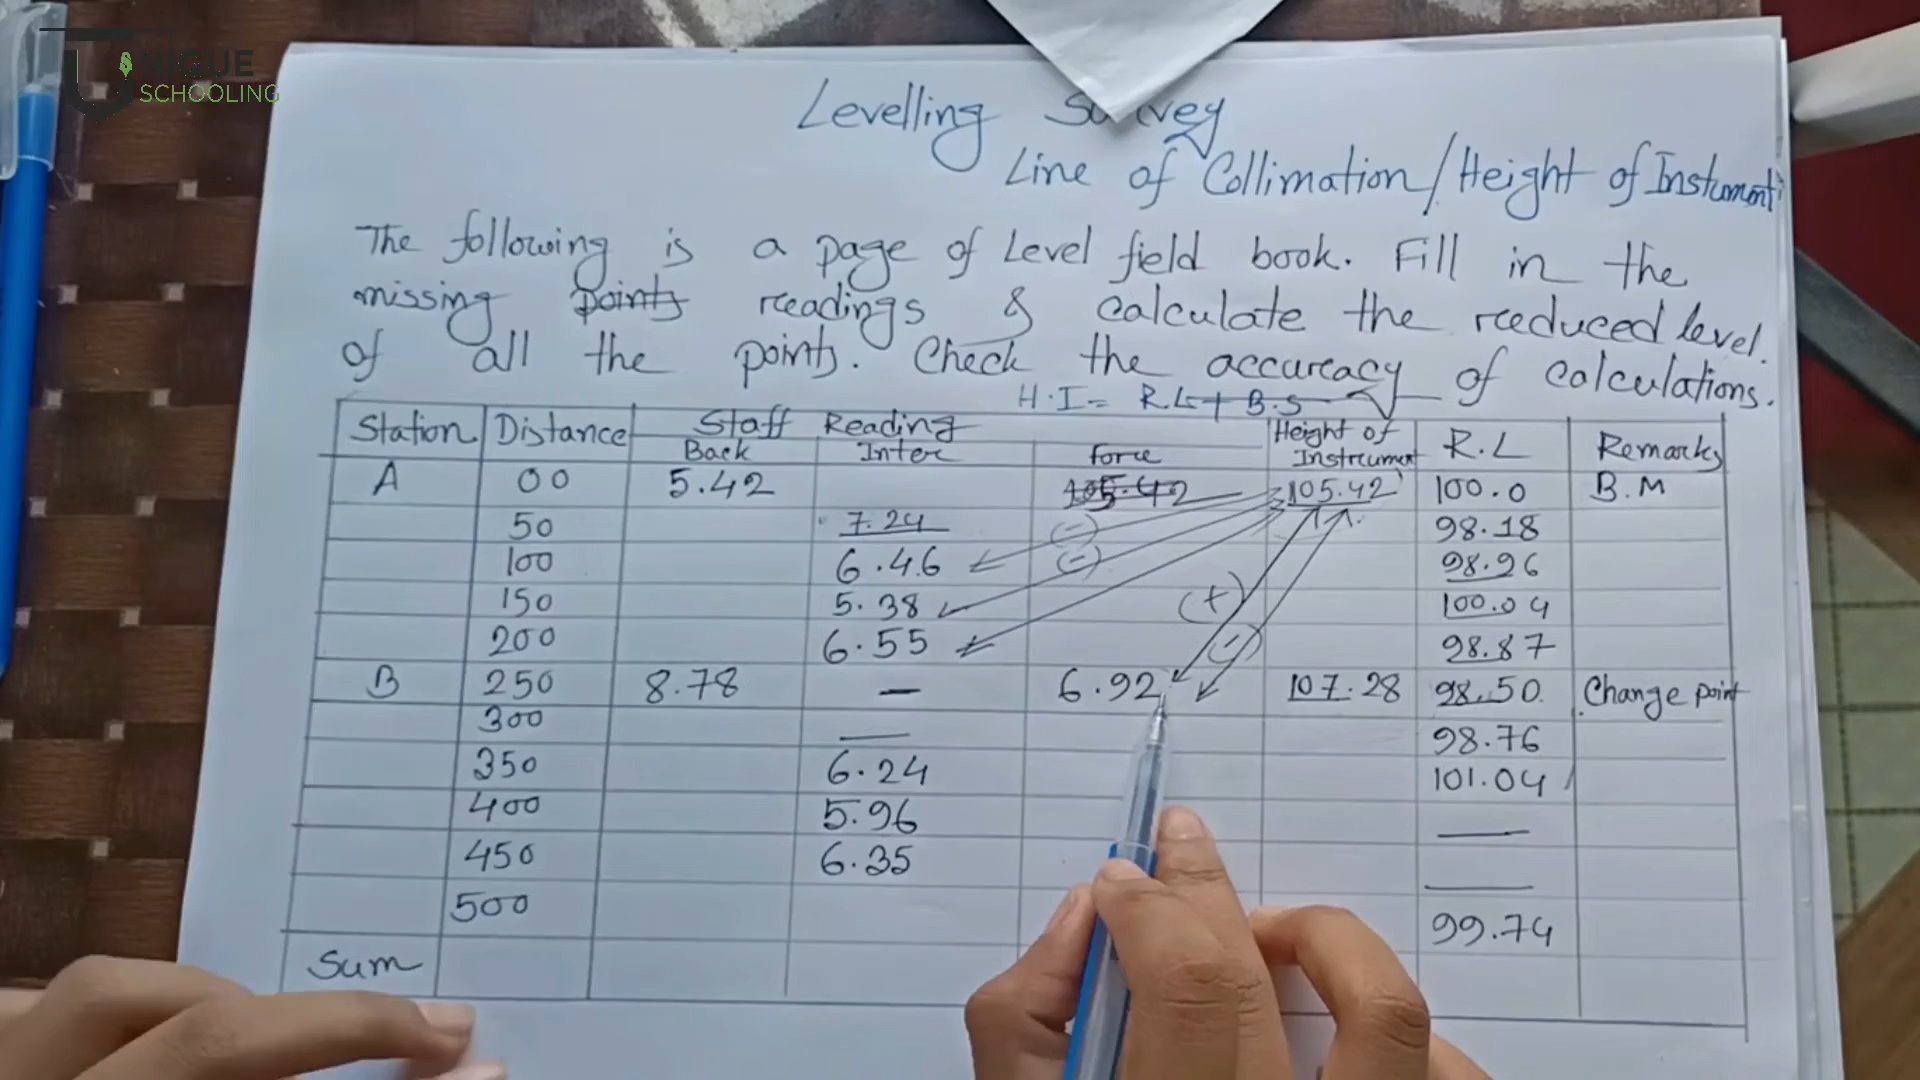 UNIQUE
SCHOOLING
Levelling Survey
Line of Collimation/Height of Instument
The following is a page of Level field book. Fill in the
missing points readings & calculate the reeduced level.
of all the points. Check the accureacy of calculations.
H.I = R.L + B.S
Station Distance Staff Reading Height of Instrcument R.L Remarks
Back Inter force
A 00 5.42 105.42 105.42 100.0 B.M
50 7.24 (-) 98.18
100 6.46 (-) 98.96
150 5.38 (+) 100.04
200 6.55 (-) 98.87
B 250 8.78 — 6.92 107.28 98.50 Change point
300 — 98.76
350 6.24 101.04
400 5.96 —
450 6.35 —
500 99.74
Sum